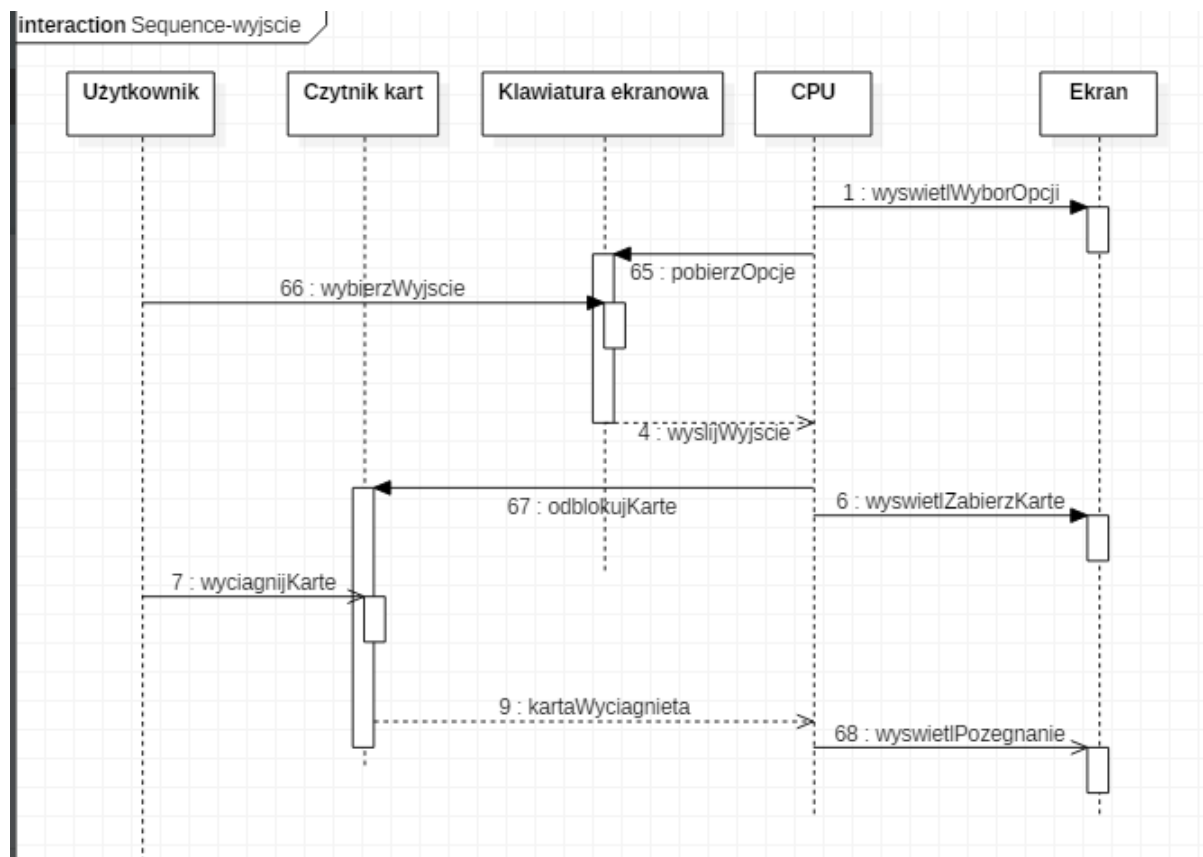 interaction Sequence-wyjscie
Użytkownik
Czytnik kart
Klawiatura ekranowa
CPU
Ekran
1 : wyswietlWyborOpcji
65 : pobierzOpcje
66 : wybierzWyjscie
4 : wyslijWyjscie
67 : odblokujKarte
6 : wyswietlZabierzKarte
7 : wyciagnijKarte
9 : kartaWyciagnieta
68 : wyswietlPozegnanie